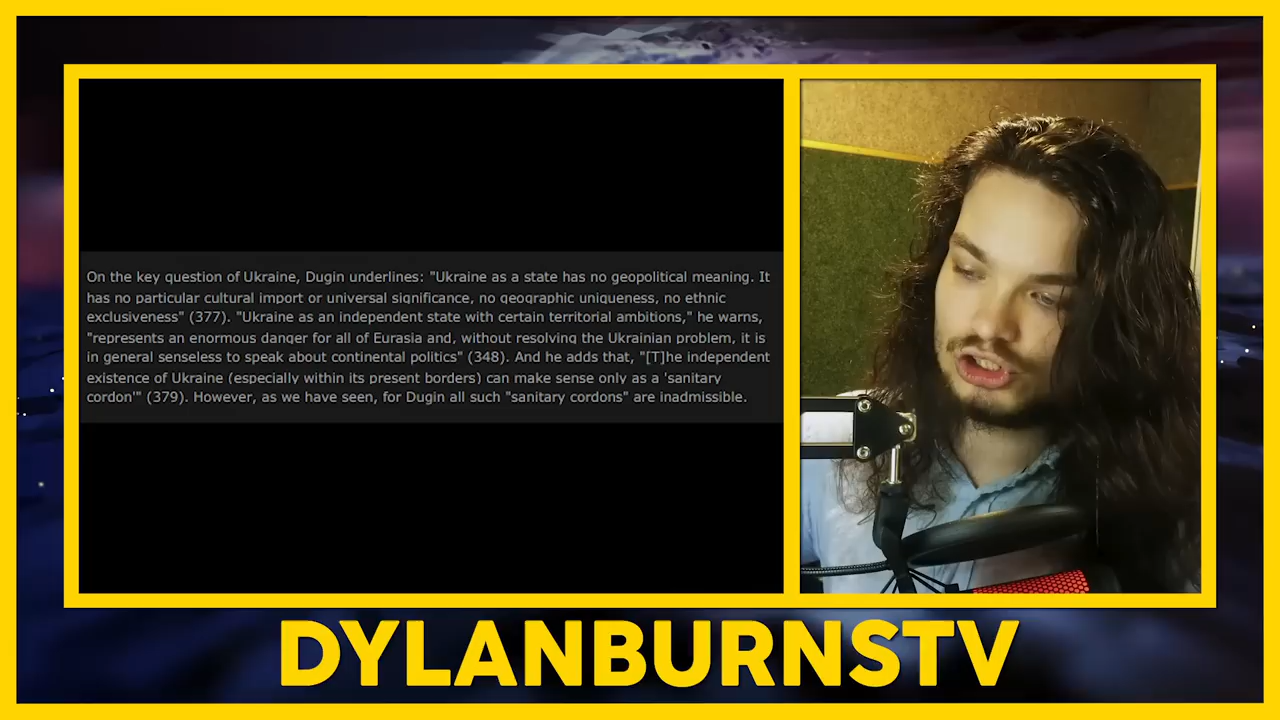 On the key question of Ukraine, Dugin underlines: "Ukraine as a state has no geopolitical meaning. It
has no particular cultural import or universal significance, no geographic uniqueness, no ethnic
exclusiveness" (377). "Ukraine as an independent state with certain territorial ambitions," he warns,
"represents an enormous danger for all of Eurasia and, without resolving the Ukrainian problem, it is
in general senseless to speak about continental politics" (348). And he adds that, "[T]he independent
existence of Ukraine (especially within its present borders) can make sense only as a 'sanitary
cordon'" (379). However, as we have seen, for Dugin all such "sanitary cordons" are inadmissible.
DYLANBURNSTV